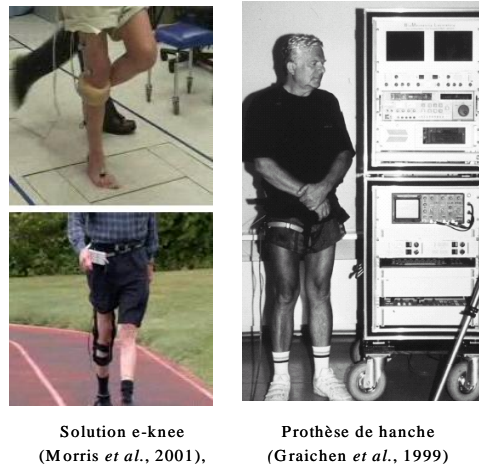 Solution e-knee
(Morris et al., 2001),
Prothèse de hanche
(Graichen et al., 1999)